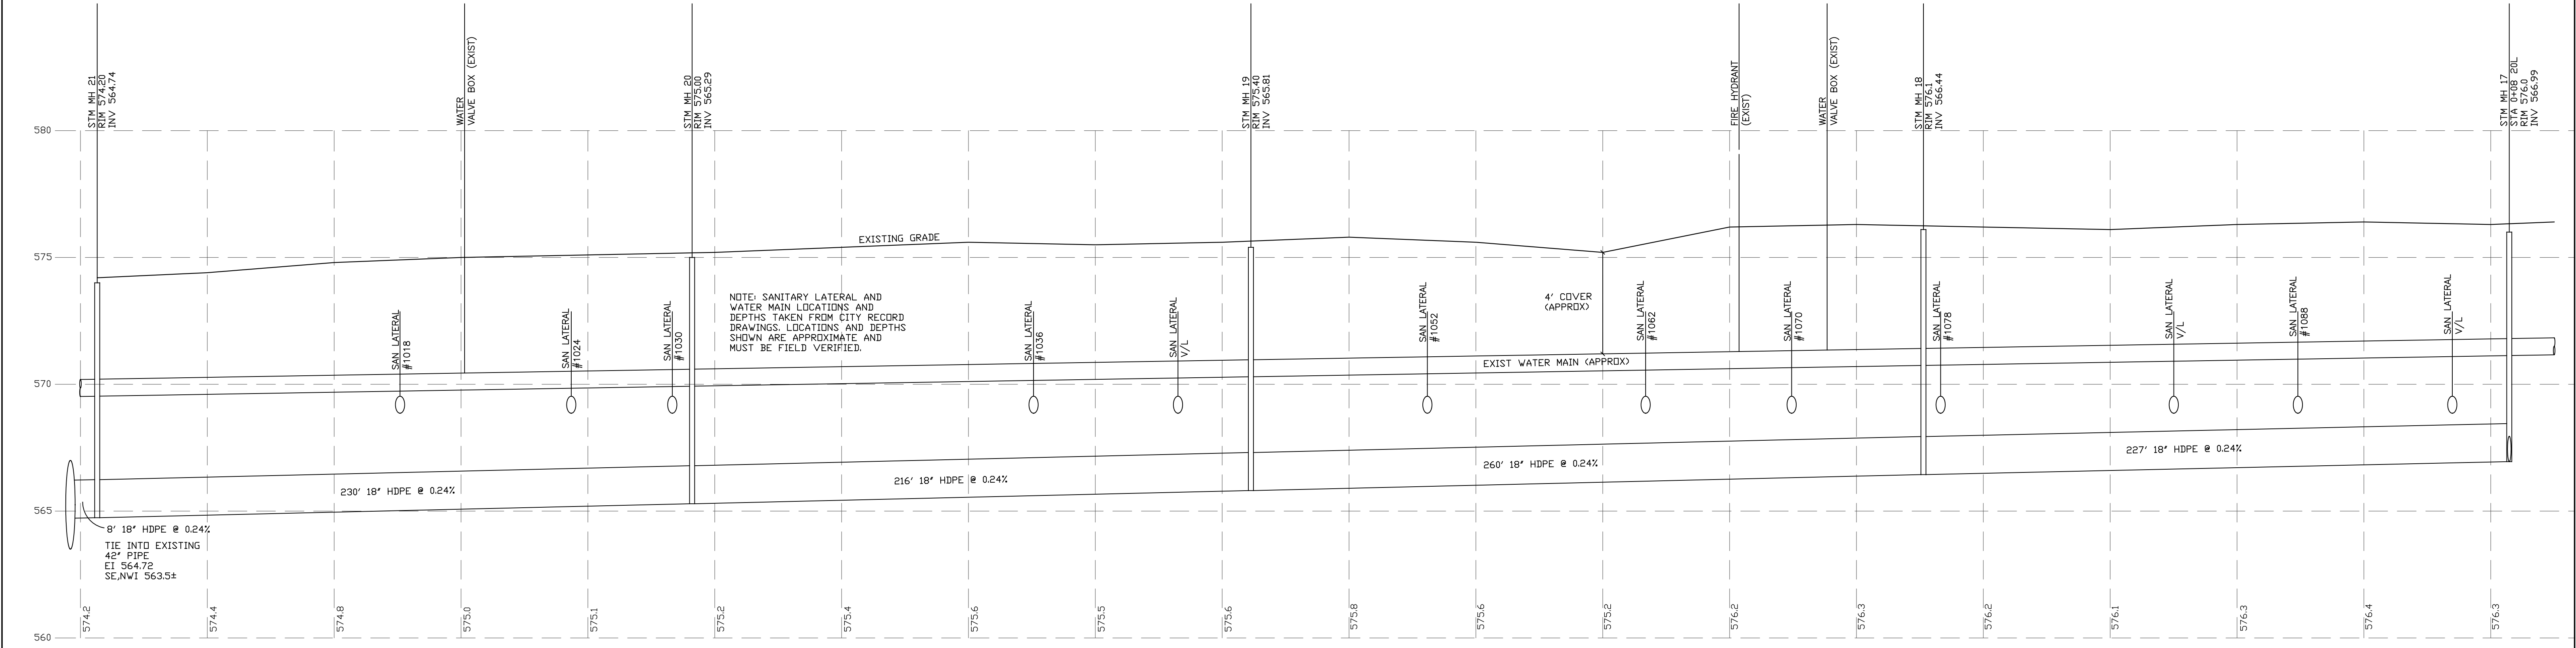 STM MH 21
RIM 574.20
INV 564.74
WATER
VALVE BOX (EXIST)
STM MH 20
RIM 575.00
INV 565.29
STM MH 19
RIM 575.40
INV 565.81
FIRE HYDRANT
(EXIST)
WATER
VALVE BOX (EXIST)
STM MH 18
RIM 576.1
INV 566.44
STM MH 17
STA 0+08 20L
RIM 576.0
INV 566.99
580
EXISTING GRADE
575
SAN LATERAL
#1018
SAN LATERAL
#1024
SAN LATERAL
#1030
NOTE: SANITARY LATERAL AND
WATER MAIN LOCATIONS AND
DEPTHS TAKEN FROM CITY RECORD
DRAWINGS. LOCATIONS AND DEPTHS
SHOWN ARE APPROXIMATE AND
MUST BE FIELD VERIFIED.
SAN LATERAL
#1036
SAN LATERAL
V/L
SAN LATERAL
#1052
4' COVER
(APPROX)
SAN LATERAL
#1062
SAN LATERAL
#1070
SAN LATERAL
#1078
SAN LATERAL
V/L
SAN LATERAL
#1088
SAN LATERAL
V/L
EXIST WATER MAIN (APPROX)
570
230' 18" HDPE @ 0.24%
216' 18" HDPE @ 0.24%
260' 18" HDPE @ 0.24%
227' 18" HDPE @ 0.24%
565
8' 18" HDPE @ 0.24%
TIE INTO EXISTING
42" PIPE
EI 564.72
SE,NWI 563.5±
574.2
574.4
574.8
575.0
575.1
575.2
575.4
575.6
575.5
575.6
575.8
575.6
575.2
576.2
576.3
576.2
576.1
576.3
576.4
576.3
560